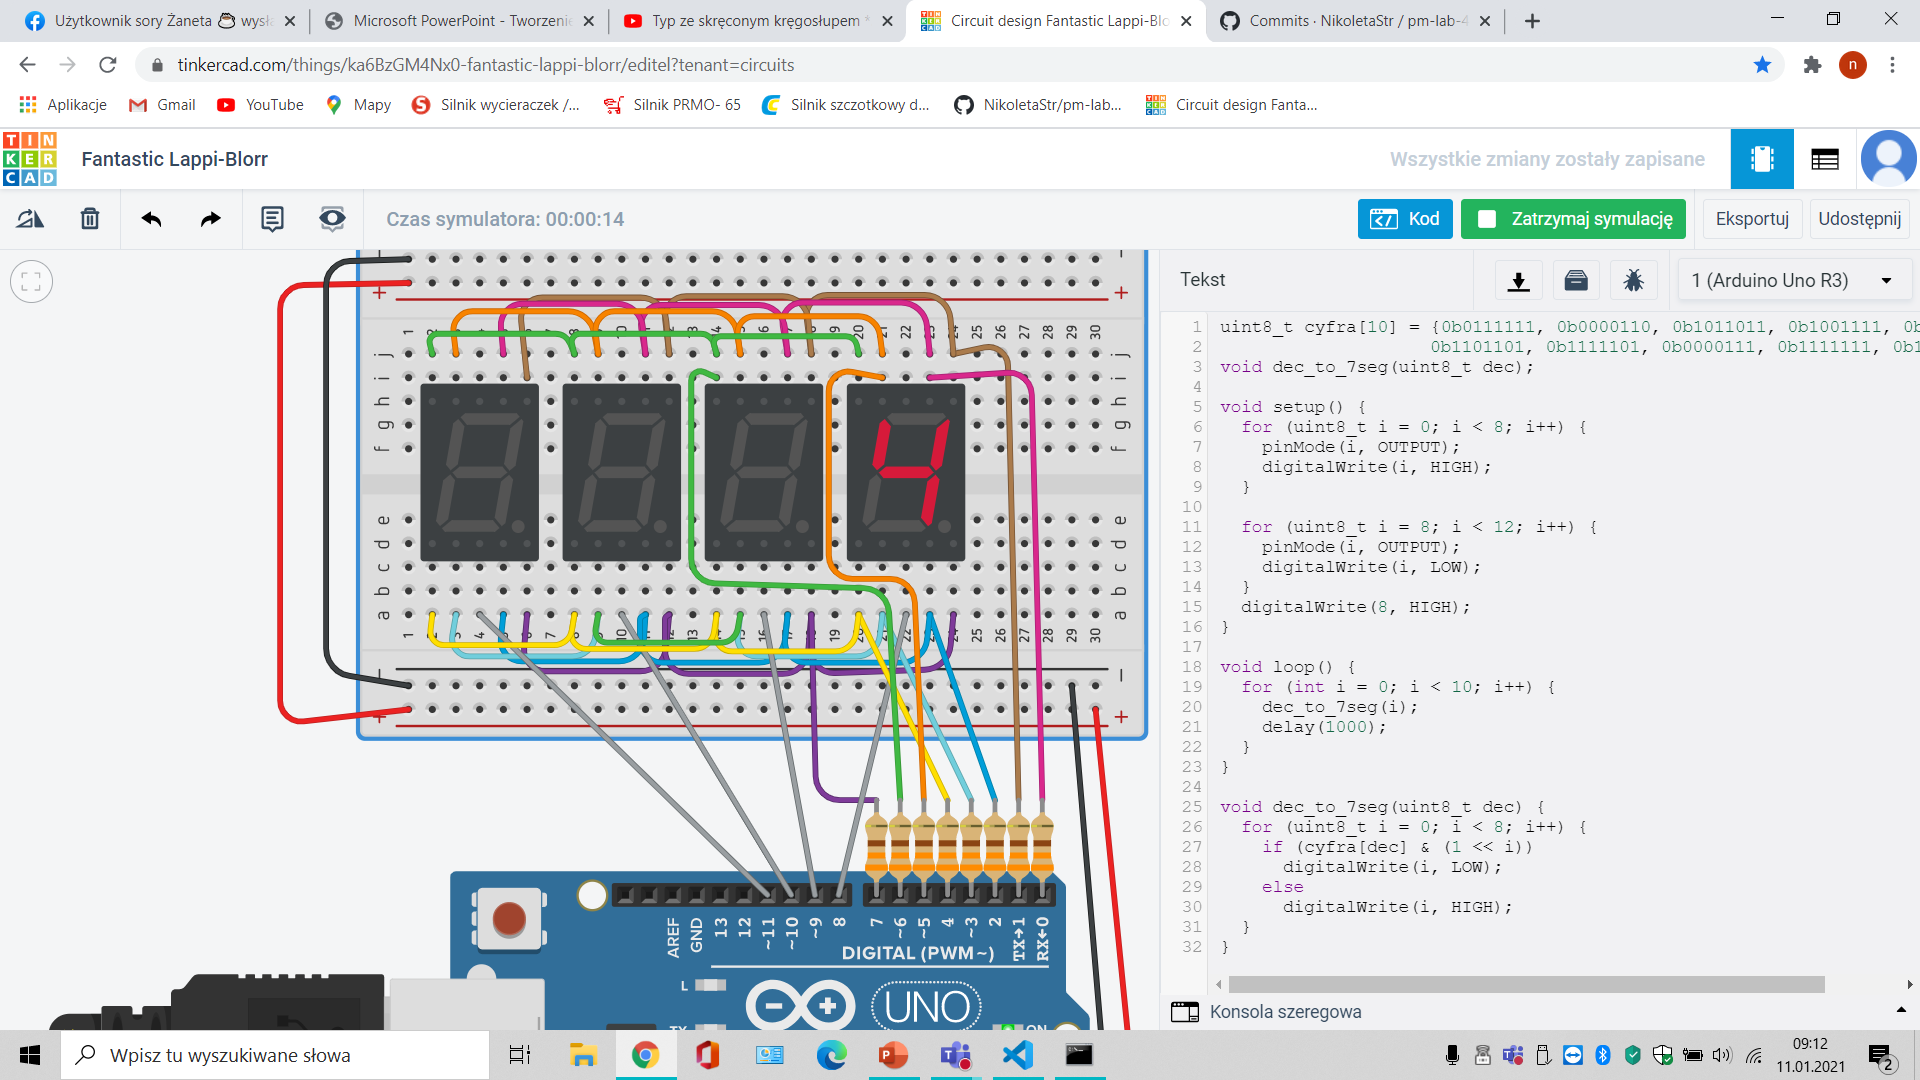 Użytkownik sory Żaneta wysła
Microsoft PowerPoint - Tworzenie
Typ ze skręconym kręgosłupem
Circuit design Fantastic Lappi-Blo
Commits · NikoletaStr / pm-lab-4
tinkercad.com/things/ka6BzGM4Nx0-fantastic-lappi-blorr/editel?tenant=circuits
n
Aplikacje
Gmail
YouTube
Mapy
Silnik wycieraczek /...
Silnik PRMO- 65
Silnik szczotkowy d...
NikoletaStr/pm-lab...
Circuit design Fanta...
TIN
KER
CAD
Fantastic Lappi-Blorr
Wszystkie zmiany zostały zapisane
Czas symulatora: 00:00:14
Kod
Zatrzymaj symulację
Eksportuj
Udostępnij
Tekst
1 (Arduino Uno R3)
1 uint8_t cyfra[10] = {0b0111111, 0b0000110, 0b1011011, 0b1001111, 0b
2 0b1101101, 0b1111101, 0b0000111, 0b1111111, 0b1
3 void dec_to_7seg(uint8_t dec);
4
5 void setup() {
6 for (uint8_t i = 0; i < 8; i++) {
7 pinMode(i, OUTPUT);
8 digitalWrite(i, HIGH);
9 }
10
11 for (uint8_t i = 8; i < 12; i++) {
12 pinMode(i, OUTPUT);
13 digitalWrite(i, LOW);
14 }
15 digitalWrite(8, HIGH);
16 }
17
18 void loop() {
19 for (int i = 0; i < 10; i++) {
20 dec_to_7seg(i);
21 delay(1000);
22 }
23 }
24
25 void dec_to_7seg(uint8_t dec) {
26 for (uint8_t i = 0; i < 8; i++) {
27 if (cyfra[dec] & (1 << i))
28 digitalWrite(i, LOW);
29 else
30 digitalWrite(i, HIGH);
31 }
32 }
Konsola szeregowa
4
AREF GND 13 12 ~11 ~10 ~9 8 7 ~6 ~5 4 ~3 2 TX→1 RX←0
DIGITAL (PWM ~)
L
UNO
TX
ON
Wpisz tu wyszukiwane słowa
09:12
11.01.2021
2